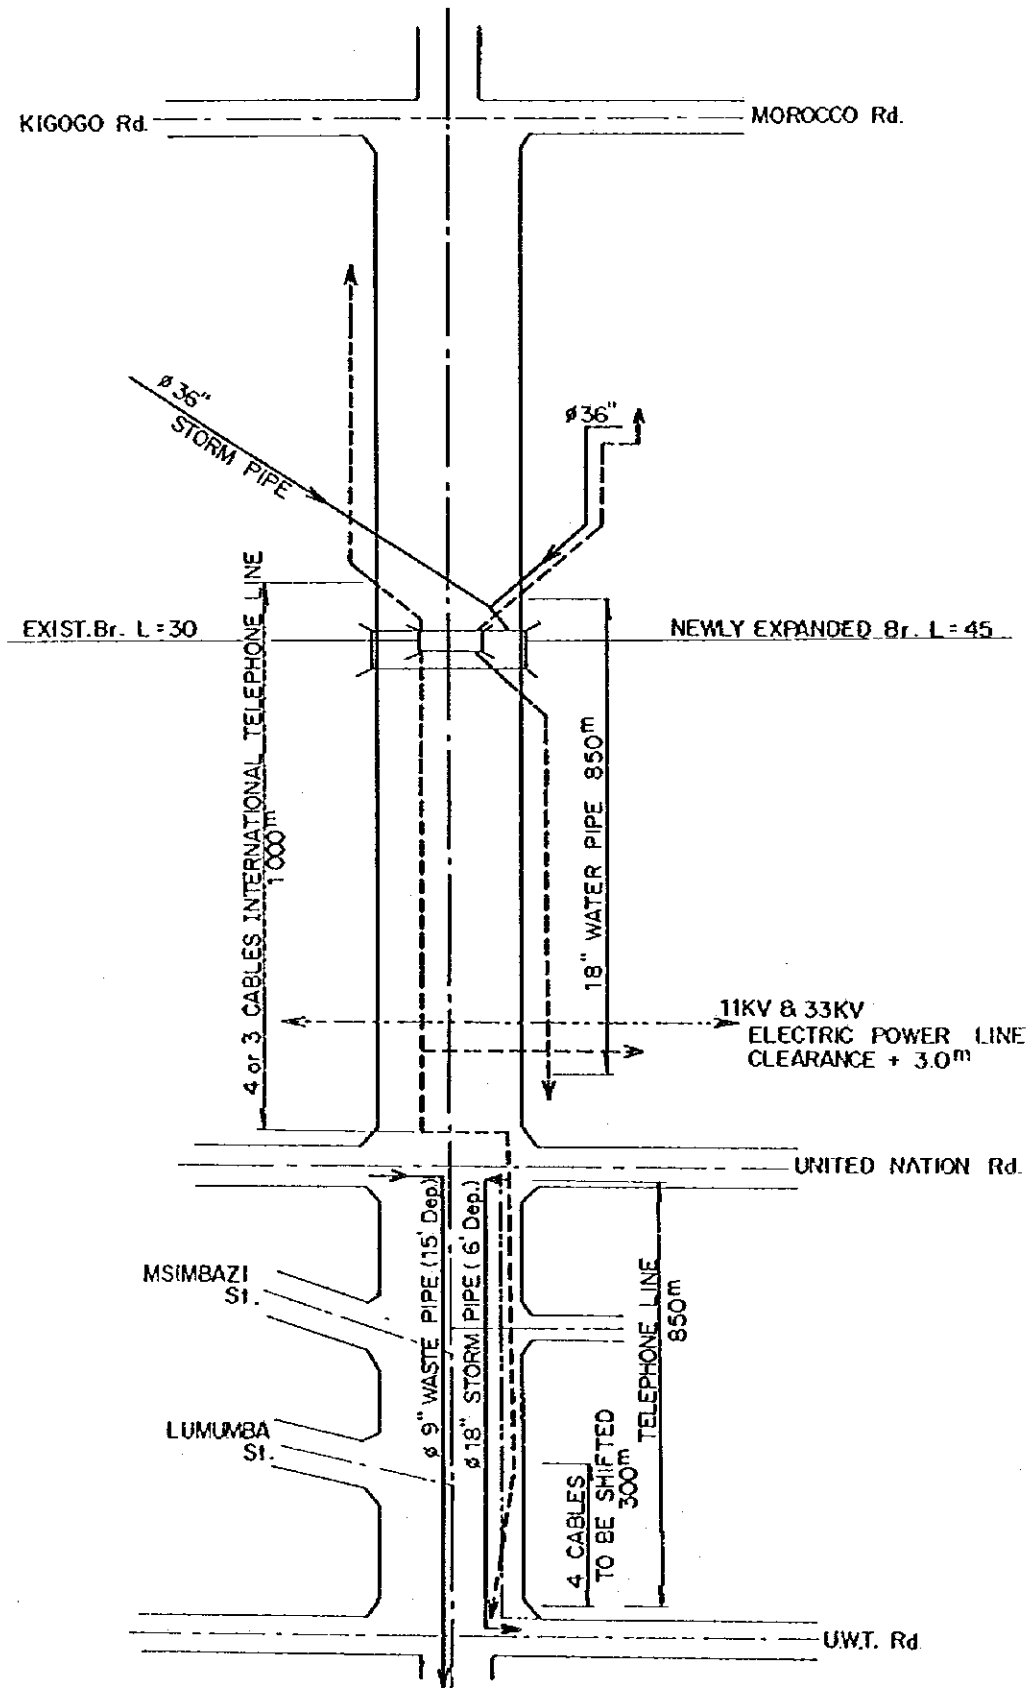 KIGOGO Rd.
MOROCCO Rd.
ø 36"
STORM PIPE
ø 36"
4 or 3 CABLES INTERNATIONAL TELEPHONE LINE
1000m
EXIST. Br. L = 30
NEWLY EXPANDED Br. L = 45
18" WATER PIPE 850m
11KV & 33KV
ELECTRIC POWER LINE
CLEARANCE + 3.0m
UNITED NATION Rd.
MSIMBAZI
St.
ø 9" WASTE PIPE (15' Dep.)
ø 18" STORM PIPE (6' Dep.)
TELEPHONE LINE
850m
LUMUMBA
St.
4 CABLES
TO BE SHIFTED
300m
U.W.T. Rd.